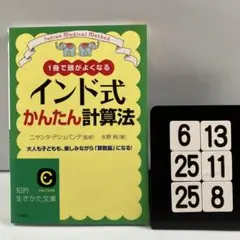 Indian Magical Method
1冊で頭がよくなる
インド式
かんたん計算法
ニヤンタ・デシュパンデ[監修] 水野 純[著]
大人も子どもも、楽しみながら「算数脳」になる!
C
知的
生きかた文庫
6 13
25 11
25 8